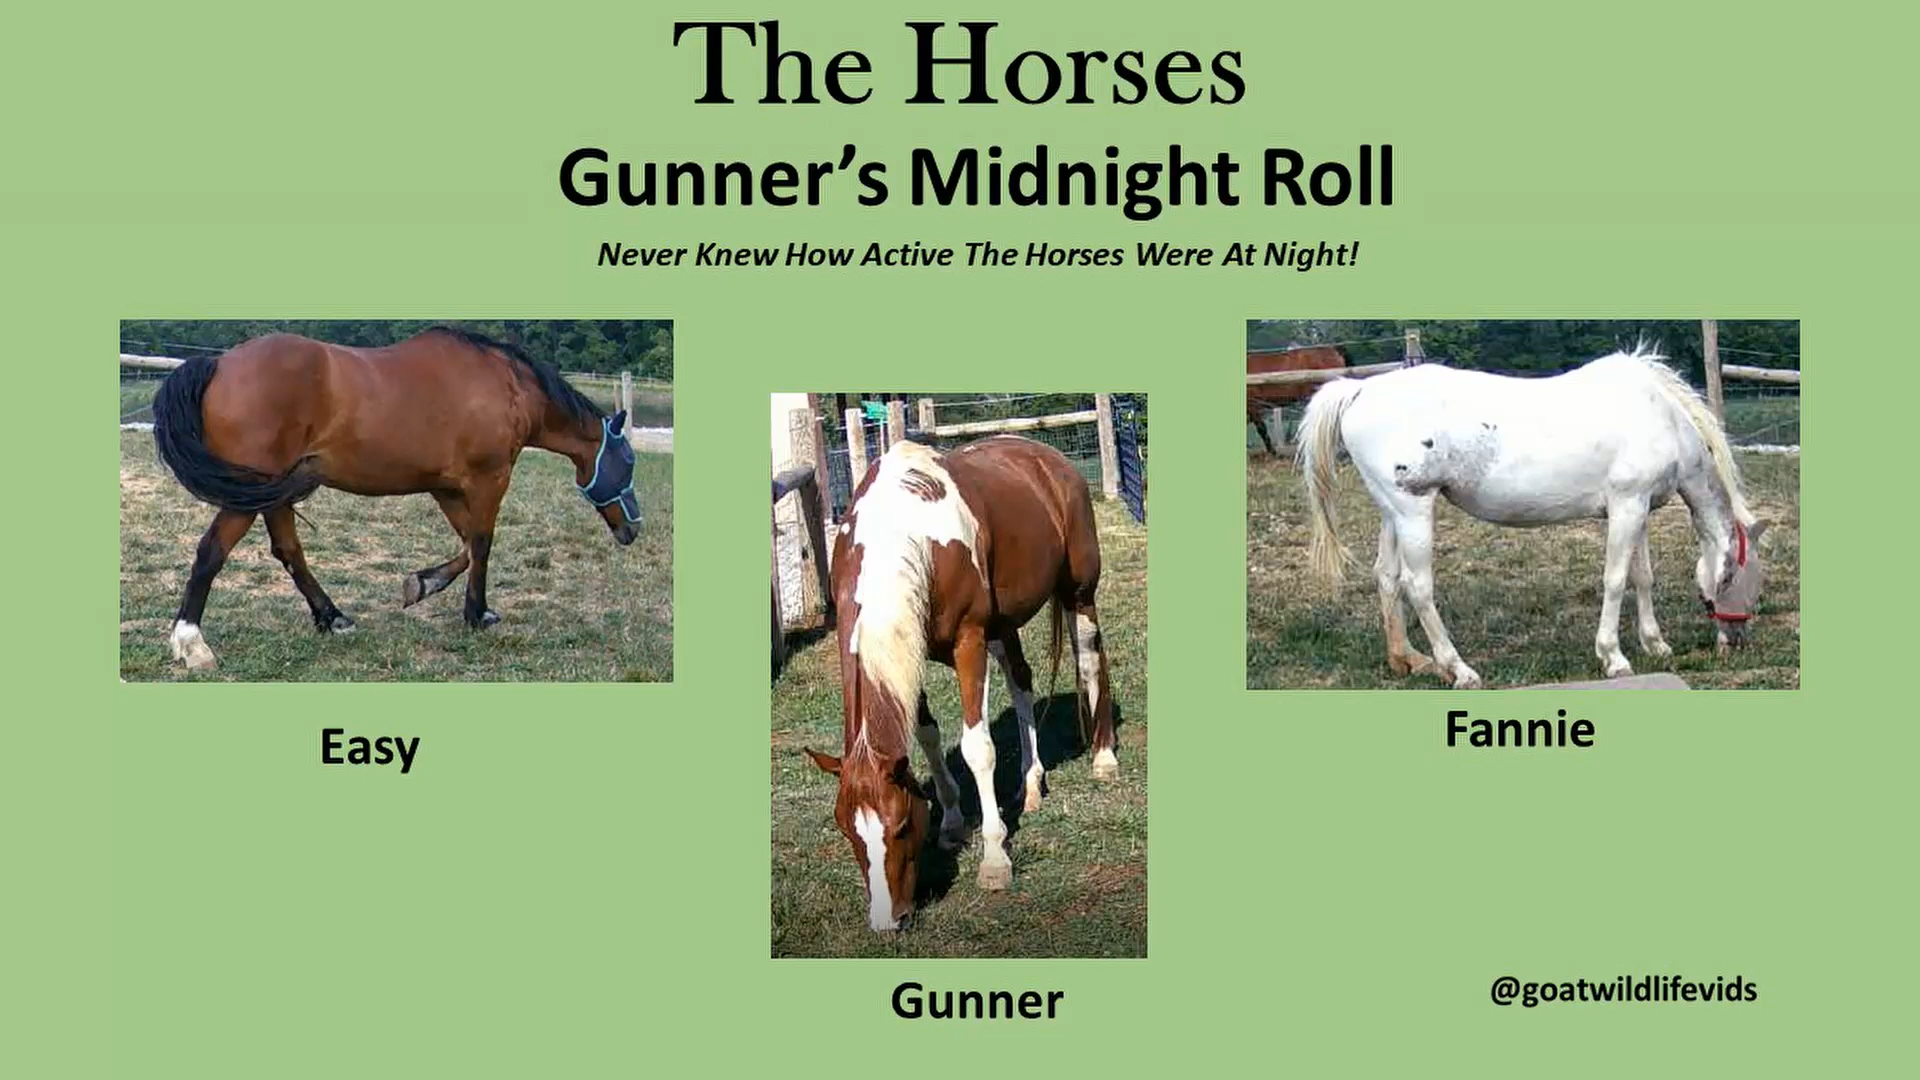 The Horses
Gunner’s Midnight Roll
Never Knew How Active The Horses Were At Night!
Easy
Gunner
Fannie
@goatwildlifevids